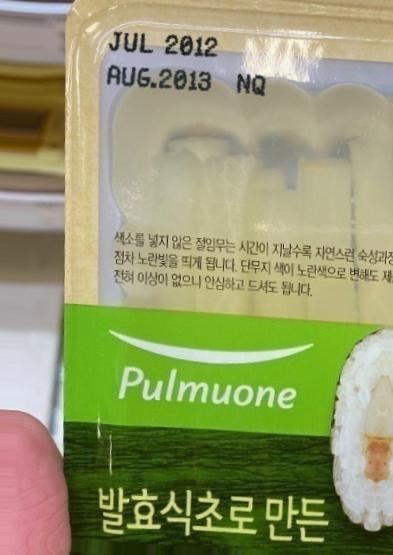 JUL 2012
AUG.2013 NQ
색소를 넣지 않은 절임무는 시간이 지날수록 자연스런 숙성과정
점차 노란빛을 띄게 됩니다. 단무지 색이 노란색으로 변해도 제
전혀 이상이 없으니 안심하고 드셔도 됩니다.
Pulmuone
발효식초로 만든